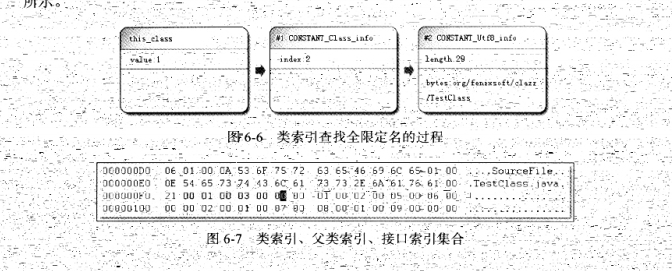 所示。
this_class
#1 CONSTANT_Class_info
#2 CONSTANT_Utf8_info
value:1
index:2
length:29
bytes:org/fenixsoft/clazz
/TestClass
图6-6 类索引查找全限定名的过程
000000D0 06 01 00 0A 53 6F 75 72 63 65 46 69 6C 65 01 00 ....SourceFile..
000000E0 0E 54 65 73 74 43 6C 61 73 73 2E 6A 61 76 61 00 .TestClass.java.
000000F0 21 00 01 00 03 00 00 00 01 00 02 00 05 00 06 00
00000100 00 00 02 00 01 00 07 00 08 00 01 00 09 00 00 00
图 6-7 类索引、父类索引、接口索引集合